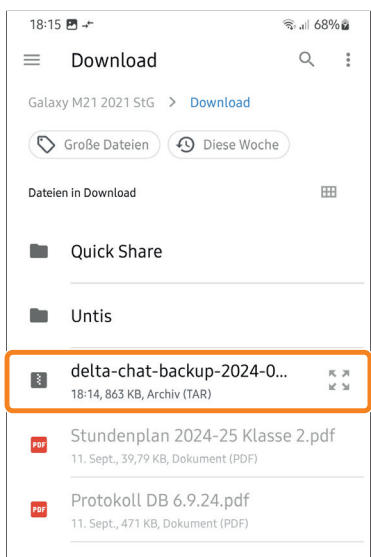 18:15 68%
Download
Galaxy M21 2021 StG > Download
Große Dateien Diese Woche
Dateien in Download
Quick Share
Untis
delta-chat-backup-2024-0...
18:14, 863 KB, Archiv (TAR)
PDF Stundenplan 2024-25 Klasse 2.pdf
11. Sept., 39,79 KB, Dokument (PDF)
PDF Protokoll DB 6.9.24.pdf
11. Sept., 471 KB, Dokument (PDF)